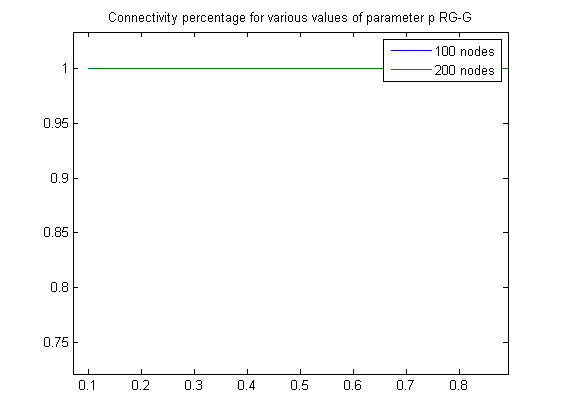 Connectivity percentage for various values of parameter p RG-G
100 nodes
200 nodes
1
0.95
0.9
0.85
0.8
0.75
0.1 0.2 0.3 0.4 0.5 0.6 0.7 0.8